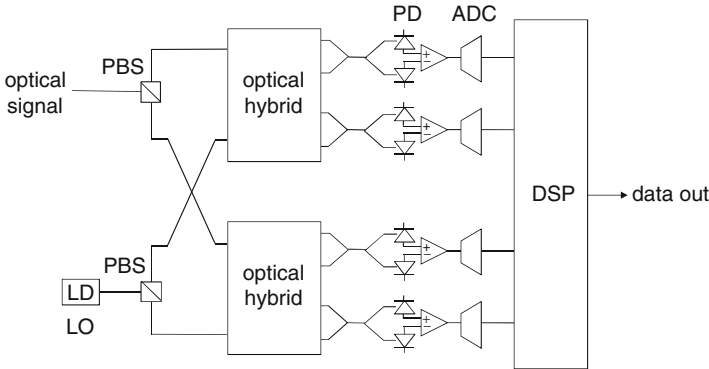 PD ADC
PBS
optical
signal
optical
hybrid
+
−
+
−
DSP
data out
PBS
LD
LO
optical
hybrid
+
−
+
−